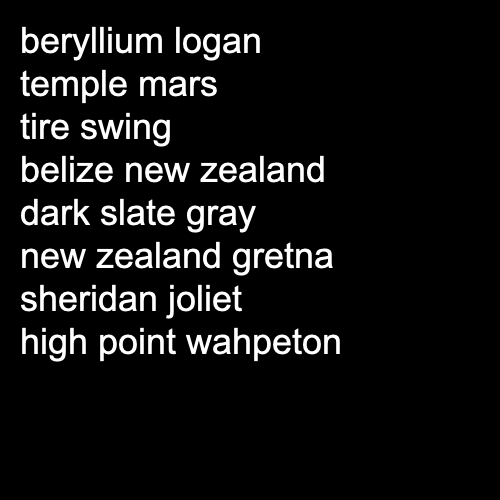 beryllium logan
temple mars
tire swing
belize new zealand
dark slate gray
new zealand gretna
sheridan joliet
high point wahpeton